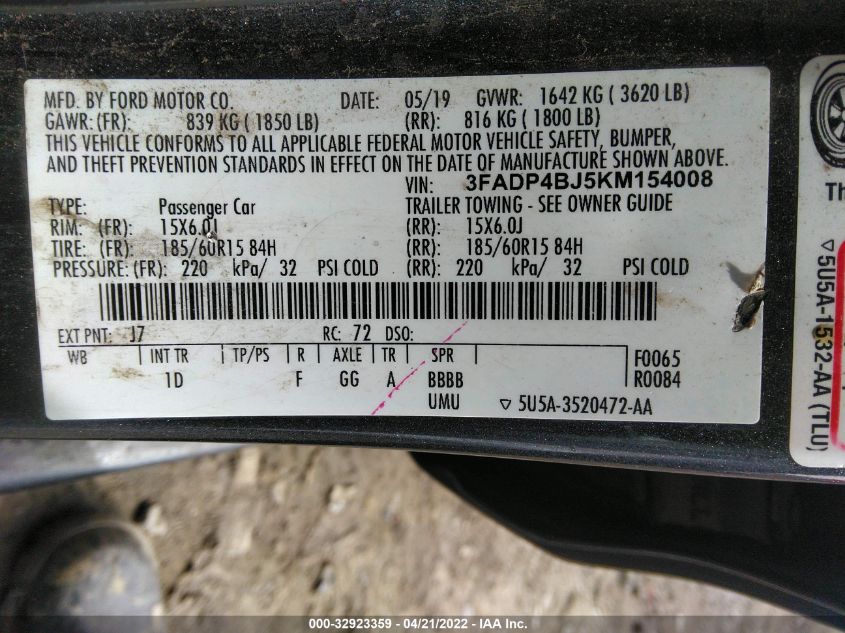 MFD. BY FORD MOTOR CO. DATE: 05/19 GVWR: 1642 KG ( 3620 LB)
GAWR: (FR): 839 KG ( 1850 LB) (RR): 816 KG ( 1800 LB)
THIS VEHICLE CONFORMS TO ALL APPLICABLE FEDERAL MOTOR VEHICLE SAFETY, BUMPER,
AND THEFT PREVENTION STANDARDS IN EFFECT ON THE DATE OF MANUFACTURE SHOWN ABOVE.
VIN: 3FADP4BJ5KM154008
TYPE: Passenger Car TRAILER TOWING - SEE OWNER GUIDE
RIM: (FR): 15X6.0J (RR): 15X6.0J
TIRE: (FR): 185/60R15 84H (RR): 185/60R15 84H
PRESSURE: (FR): 220 kPa/ 32 PSI COLD (RR): 220 kPa/ 32 PSI COLD
EXT PNT: J7 RC: 72 DSO:
WB INT TR TP/PS R AXLE TR SPR F0065
1D F GG A BBBB R0084
UMU ▽ 5U5A-3520472-AA
Th
▽5U5A-1532-AA (TLU)
000-32923359 - 04/21/2022 - © IAA, Inc.